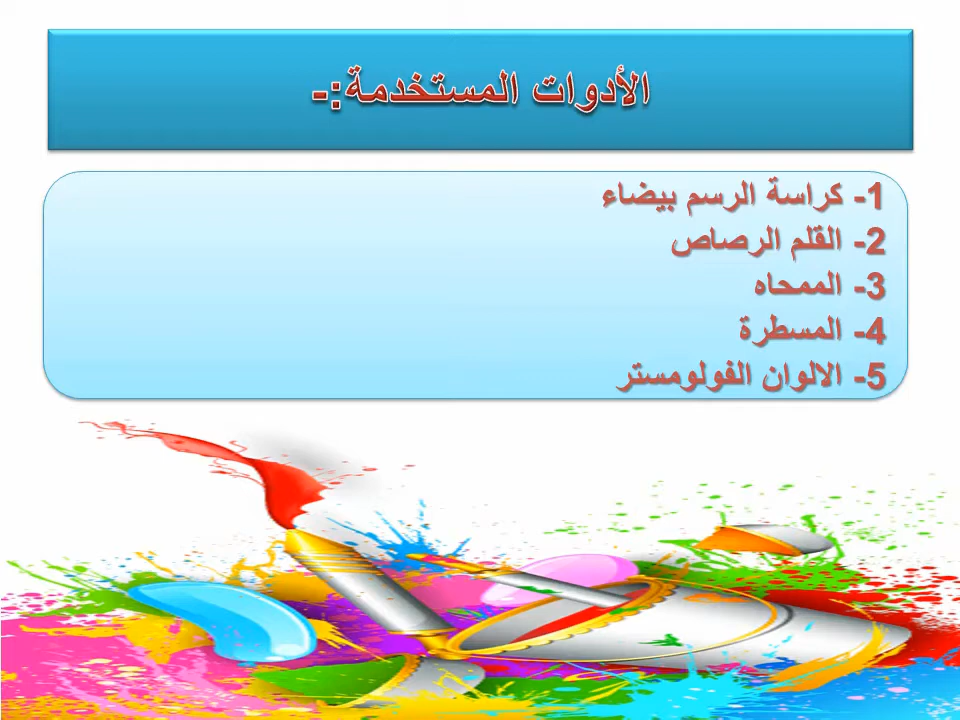 الأدوات المستخدمة:-
1- كراسة الرسم بيضاء
2- القلم الرصاص
3- الممحاه
4- المسطرة
5- الالوان الفولومستر